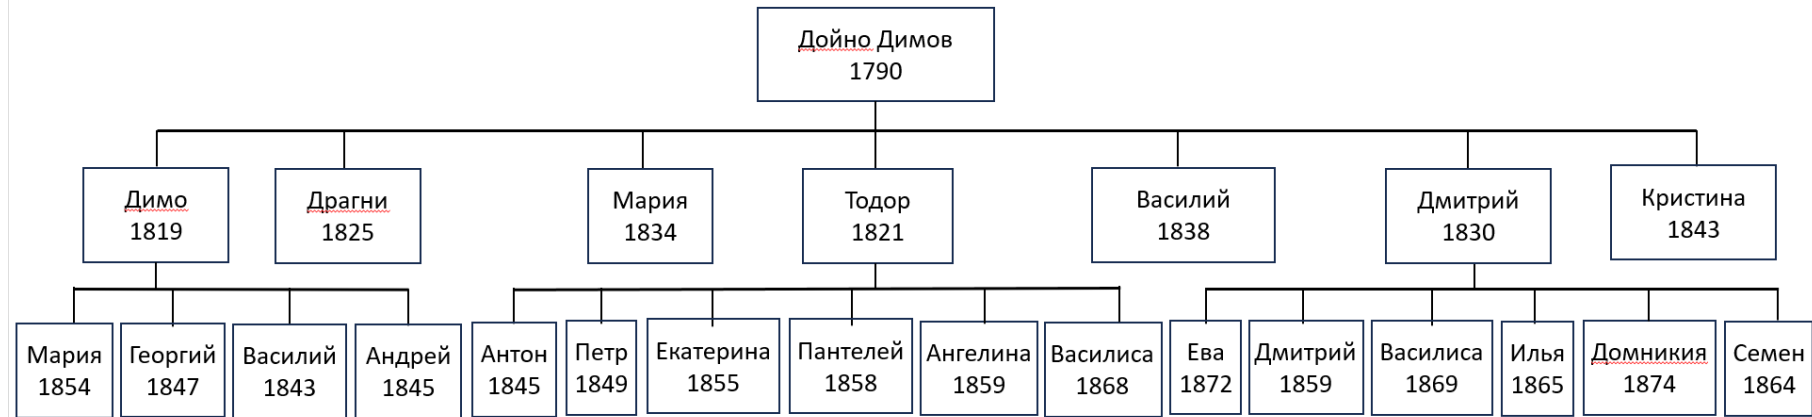 Дойно Димов
1790
Димо
1819
Драгни
1825
Мария
1834
Тодор
1821
Василий
1838
Дмитрий
1830
Кристина
1843
Мария
1854
Георгий
1847
Василий
1843
Андрей
1845
Антон
1845
Петр
1849
Екатерина
1855
Пантелей
1858
Ангелина
1859
Василиса
1868
Ева
1872
Дмитрий
1859
Василиса
1869
Илья
1865
Домникия
1874
Семен
1864